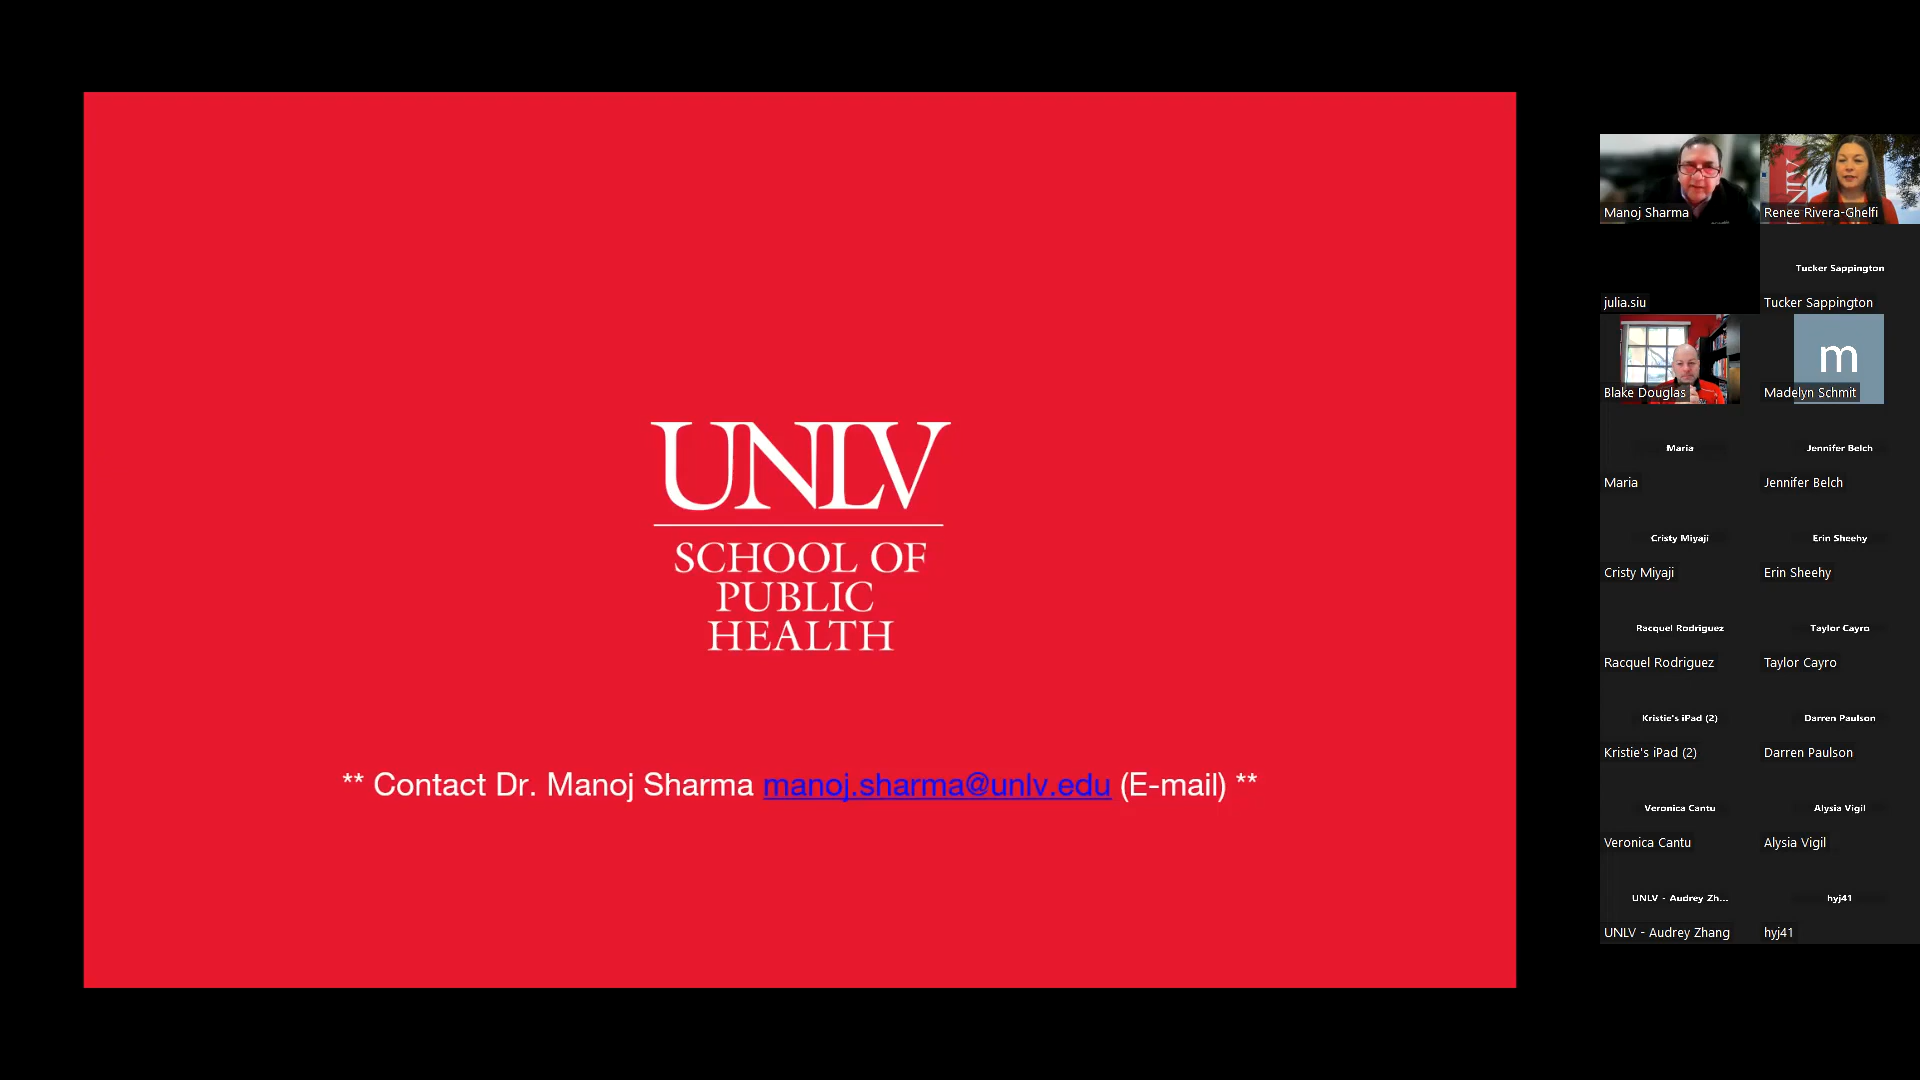 UNLV
SCHOOL OF
PUBLIC
HEALTH
** Contact Dr. Manoj Sharma manoj.sharma@unlv.edu (E-mail) **
Manoj Sharma
UNLV
Renee Rivera-Ghelfi
julia.siu
Tucker Sappington
Tucker Sappington
Blake Douglas
m
Madelyn Schmit
Maria
Maria
Jennifer Belch
Jennifer Belch
Cristy Miyaji
Cristy Miyaji
Erin Sheehy
Erin Sheehy
Racquel Rodriguez
Racquel Rodriguez
Taylor Cayro
Taylor Cayro
Kristie's iPad (2)
Kristie's iPad (2)
Darren Paulson
Darren Paulson
Veronica Cantu
Veronica Cantu
Alysia Vigil
Alysia Vigil
UNLV - Audrey Zh...
UNLV - Audrey Zhang
hyj41
hyj41